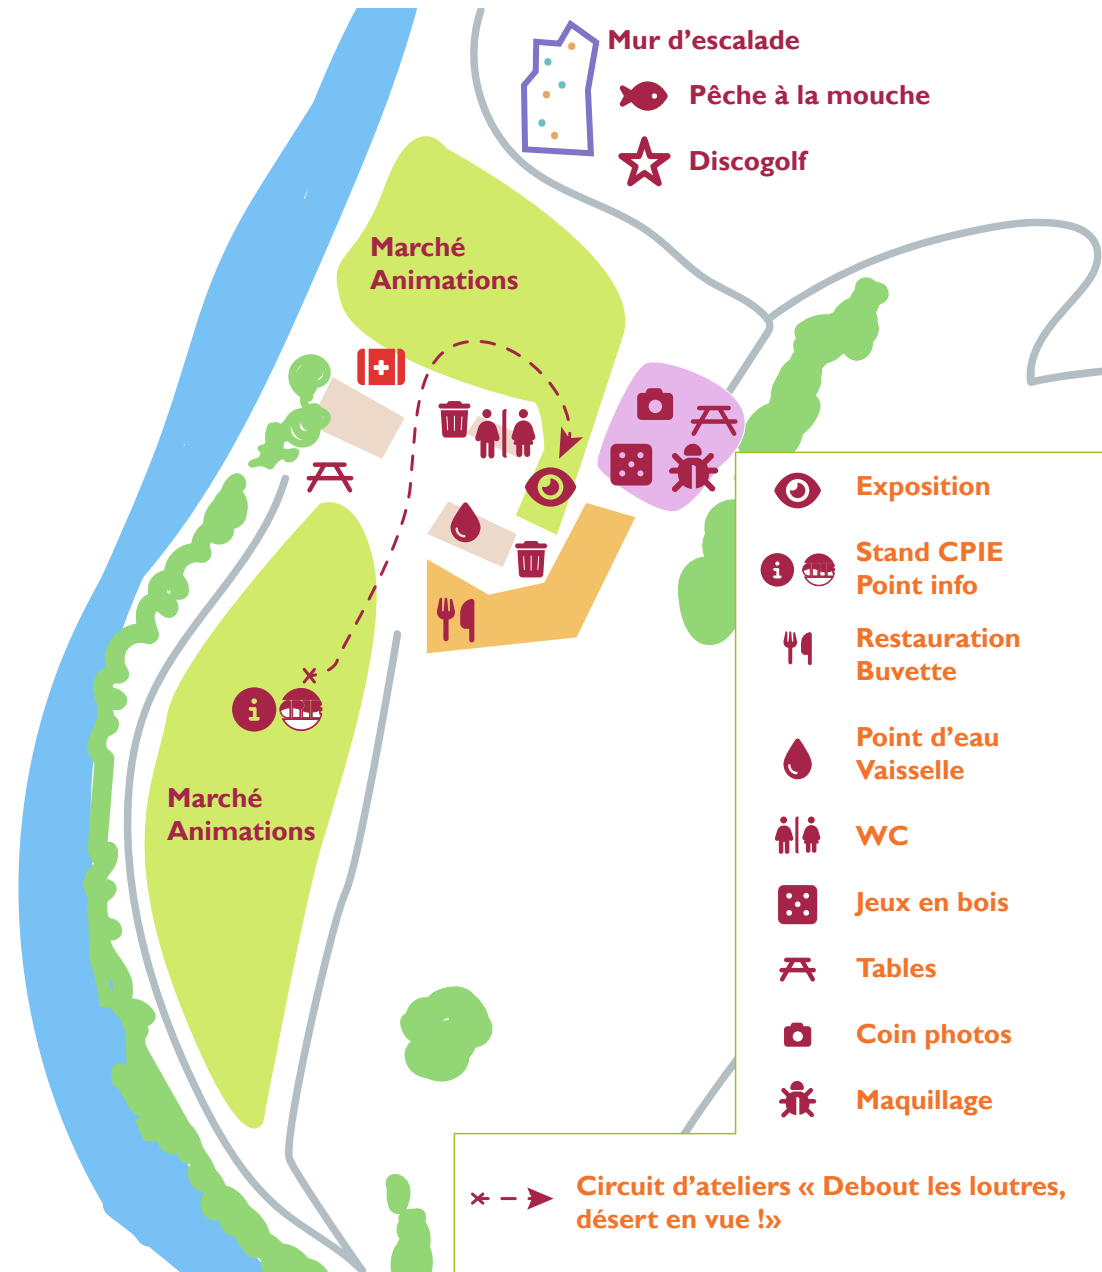 Mur d’escalade
Pêche à la mouche
Discogolf
Marché
Animations
Marché
Animations
Exposition
Stand CPIE
Point info
Restauration
Buvette
Point d’eau
Vaisselle
WC
Jeux en bois
Tables
Coin photos
Maquillage
Circuit d’ateliers « Debout les loutres,
désert en vue !»